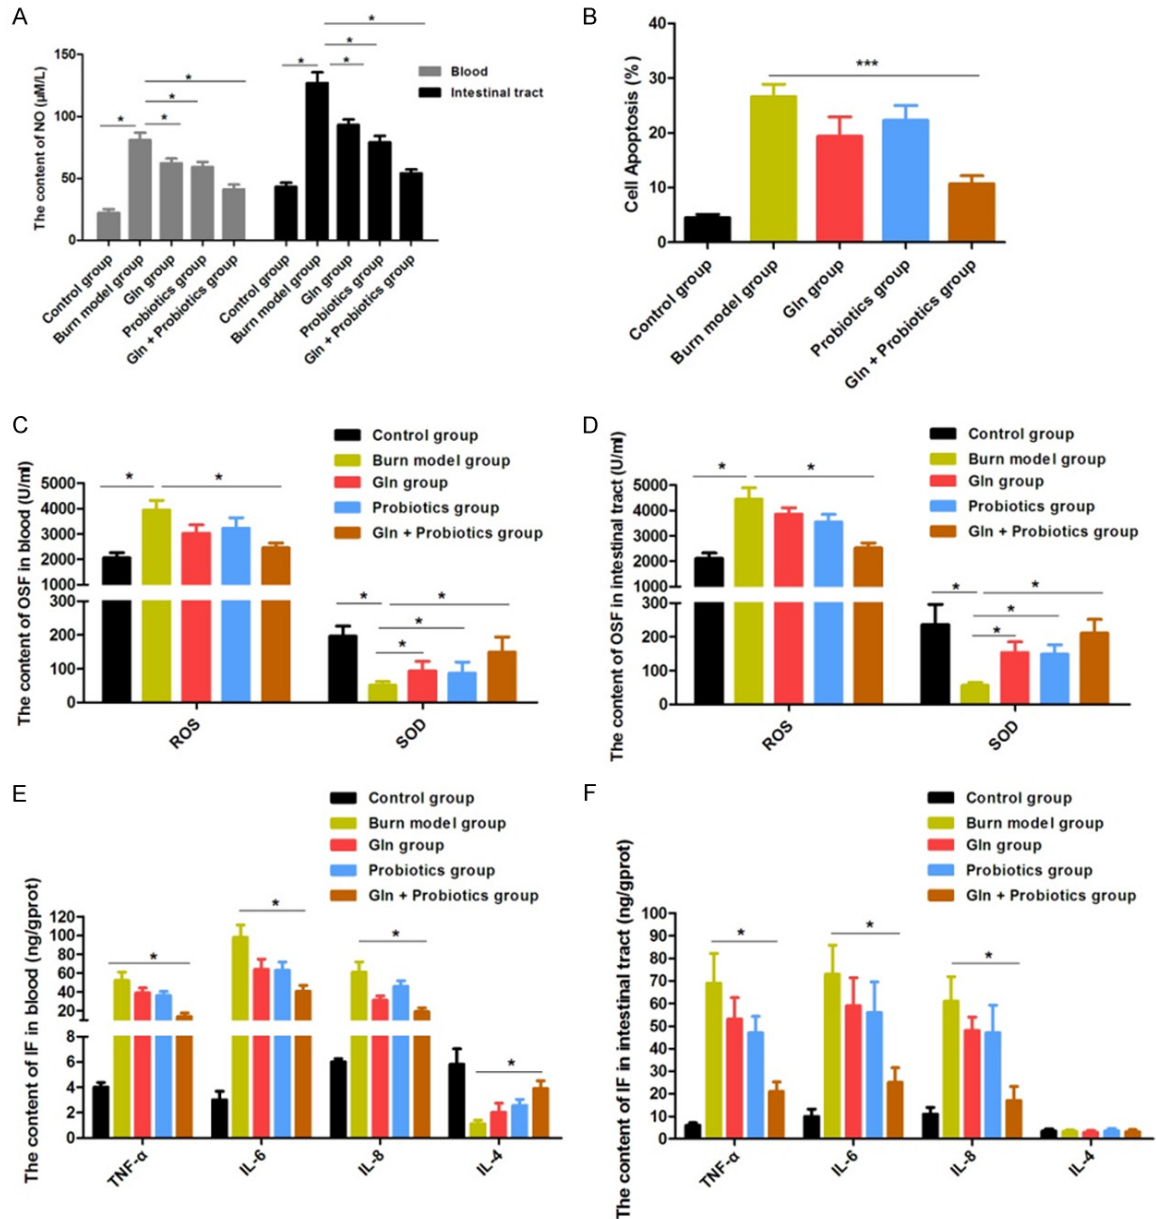 A
The content of NO (μM/L)
150
100
50
0
*
*
*
*
*
*
*
*
Blood
Intestinal tract
Control group
Burn model group
Gln group
Probiotics group
Gln + Probiotics group
Control group
Burn model group
Gln group
Probiotics group
Gln + Probiotics group
B
Cell Apoptosis (%)
40
30
20
10
0
***
Control group
Burn model group
Gln group
Probiotics group
Gln + Probiotics group
C
Control group
Burn model group
Gln group
Probiotics group
Gln + Probiotics group
The content of OSF in blood (U/ml)
5000
4000
3000
2000
1000
300
200
100
0
*
*
*
*
*
*
ROS
SOD
D
Control group
Burn model group
Gln group
Probiotics group
Gln + Probiotics group
The content of OSF in intestinal tract (U/ml)
5000
4000
3000
2000
1000
300
200
100
0
*
*
*
*
*
*
ROS
SOD
E
Control group
Burn model group
Gln group
Probiotics group
Gln + Probiotics group
The content of IF in blood (ng/gprot)
120
100
80
60
40
20
8
6
4
2
0
*
*
*
*
TNF-α
IL-6
IL-8
IL-4
F
Control group
Burn model group
Gln group
Probiotics group
Gln + Probiotics group
The content of IF in intestinal tract (ng/gprot)
100
90
80
70
60
50
40
30
20
10
0
*
*
*
TNF-α
IL-6
IL-8
IL-4